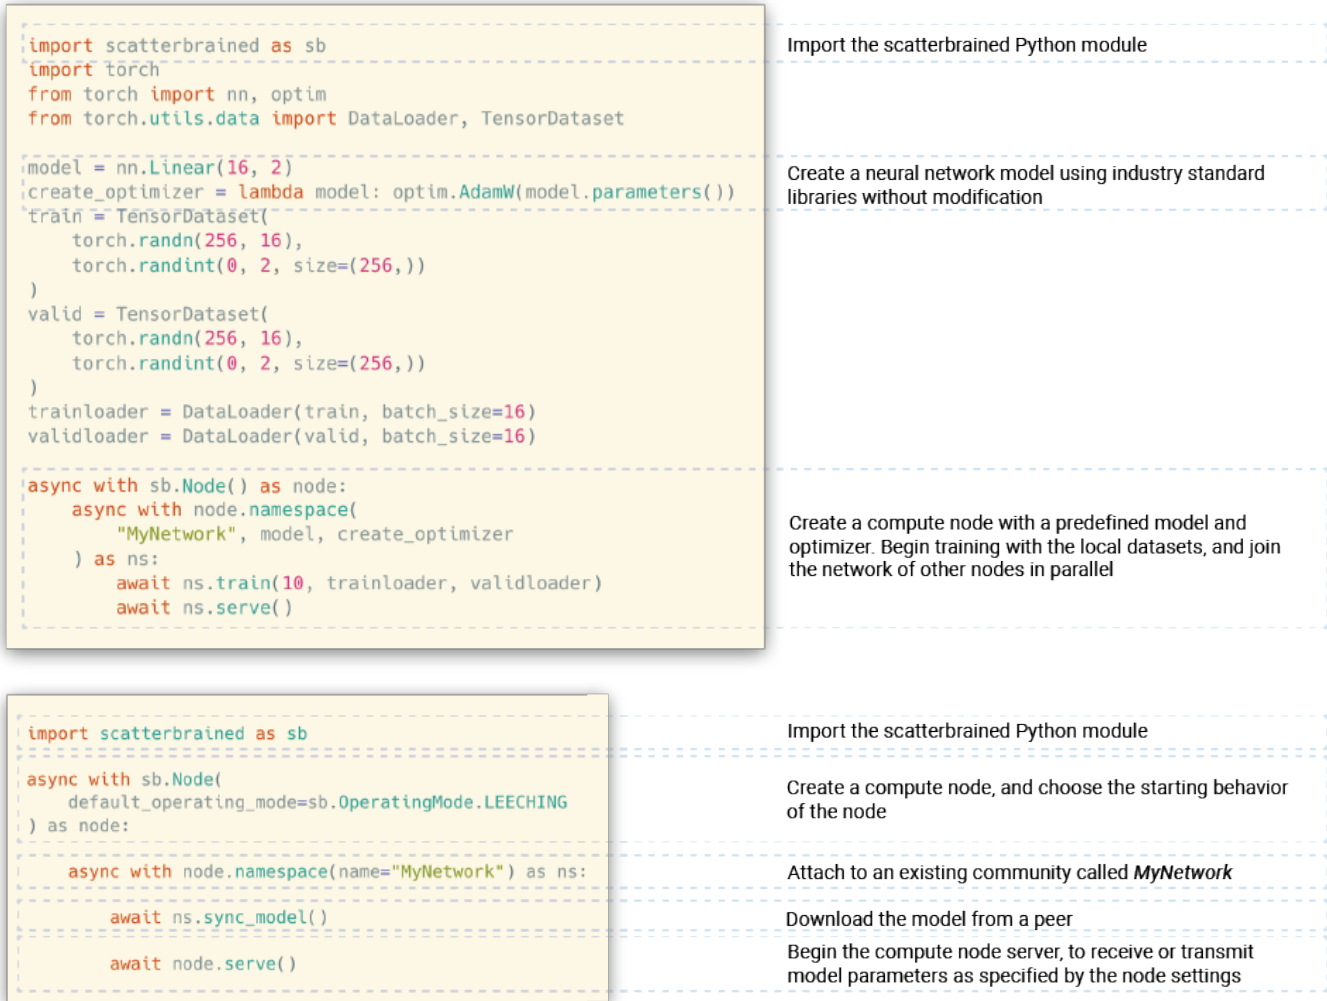 import scatterbrained as sb
Import the scatterbrained Python module
import torch
from torch import nn, optim
from torch.utils.data import DataLoader, TensorDataset
model = nn.Linear(16, 2)
create_optimizer = lambda model: optim.AdamW(model.parameters())
Create a neural network model using industry standard
libraries without modification
train = TensorDataset(
    torch.randn(256, 16),
    torch.randint(0, 2, size=(256,))
)
valid = TensorDataset(
    torch.randn(256, 16),
    torch.randint(0, 2, size=(256,))
)
trainloader = DataLoader(train, batch_size=16)
validloader = DataLoader(valid, batch_size=16)
async with sb.Node() as node:
    async with node.namespace(
        "MyNetwork", model, create_optimizer
    ) as ns:
        await ns.train(10, trainloader, validloader)
        await ns.serve()
Create a compute node with a predefined model and
optimizer. Begin training with the local datasets, and join
the network of other nodes in parallel
import scatterbrained as sb
Import the scatterbrained Python module
async with sb.Node(
    default_operating_mode=sb.OperatingMode.LEECHING
) as node:
Create a compute node, and choose the starting behavior
of the node
    async with node.namespace(name="MyNetwork") as ns:
Attach to an existing community called MyNetwork
        await ns.sync_model()
Download the model from a peer
        await node.serve()
Begin the compute node server, to receive or transmit
model parameters as specified by the node settings